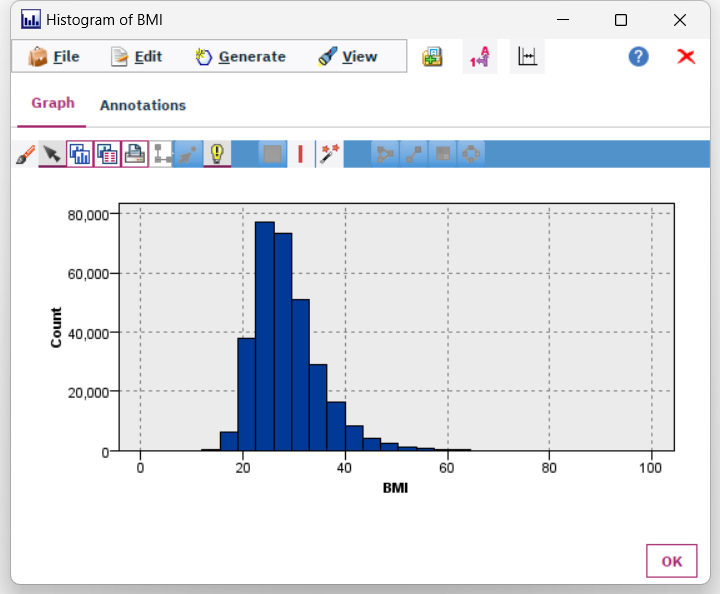 Histogram of BMI
File Edit Generate View
A
1
?
Graph Annotations
80,000
60,000
40,000
20,000
0
Count
0 20 40 60 80 100
BMI
OK